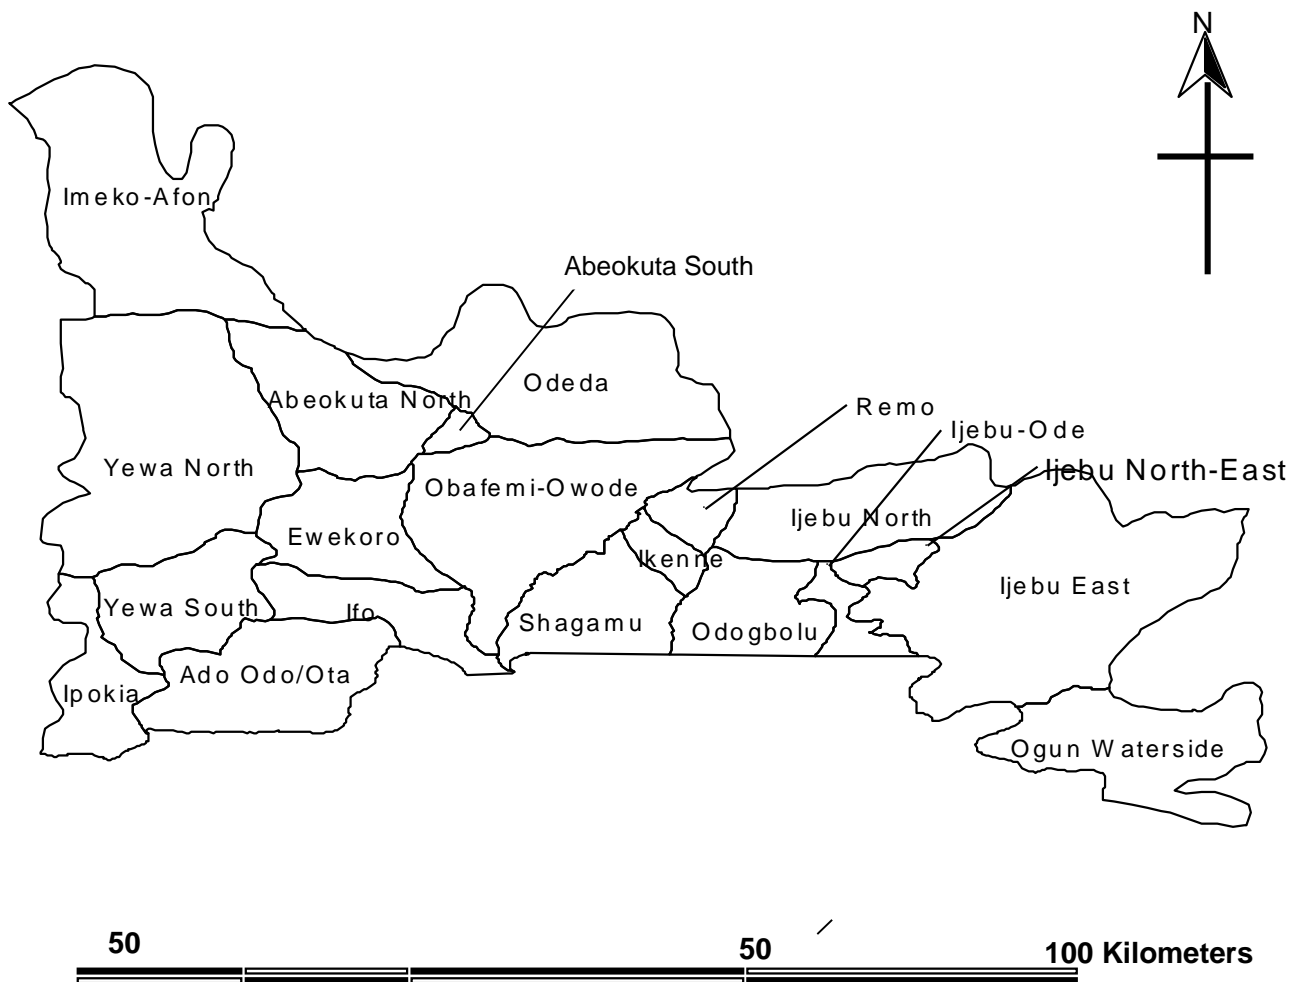 N
Imeko-Afon
Abeokuta South
Odeda
Abeokuta North
Remo
Ijebu-Ode
Yewa North
Ijebu North-East
Obafemi-Owode
Ijebu North
Ewekoro
Ikenne
Ijebu East
Yewa South
Ifo
Shagamu
Odogbolu
Ado Odo/Ota
Ipokia
Ogun Waterside
50 50 100 Kilometers